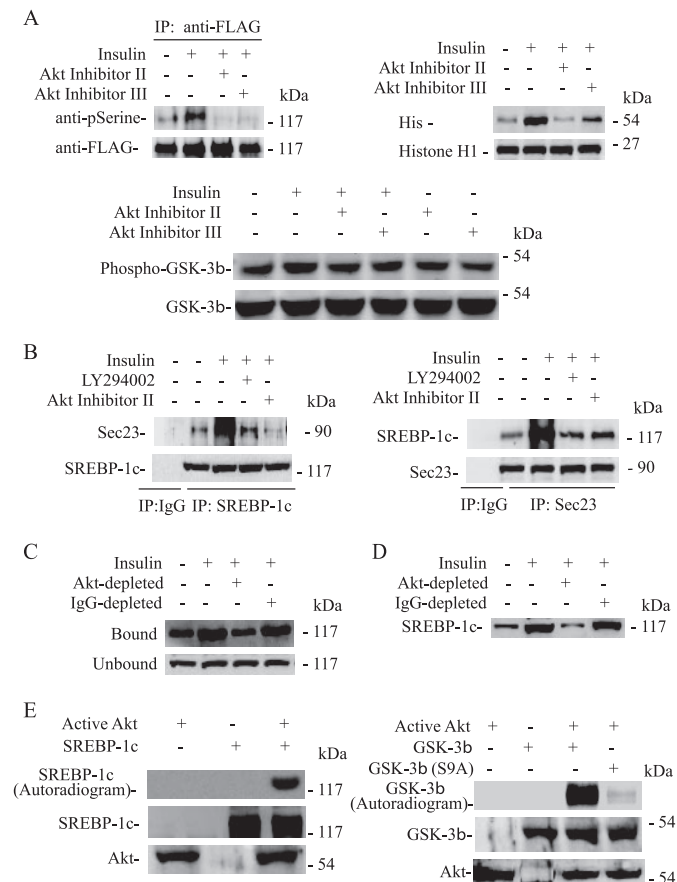 A
IP: anti-FLAG
Insulin - + + +
Akt Inhibitor II - - + -
Akt Inhibitor III - - - + kDa
anti-pSerine- - 117
anti-FLAG- - 117
Insulin - + + +
Akt Inhibitor II - - + -
Akt Inhibitor III - - - + kDa
His - - 54
Histone H1 - - 27
Insulin - + + + - -
Akt Inhibitor II - - + - + -
Akt Inhibitor III - - - + - + kDa
Phospho-GSK-3b- - 54
GSK-3b- - 54
B
Insulin - - + + +
LY294002 - - - + -
Akt Inhibitor II - - - - + kDa
Sec23- - 90
SREBP-1c- - 117
IP:IgG IP: SREBP-1c
Insulin - - + + +
LY294002 - - - + -
Akt Inhibitor II - - - - + kDa
SREBP-1c- - 117
Sec23- - 90
IP:IgG IP: Sec23
C
Insulin - + + +
Akt-depleted - - + -
IgG-depleted - - - + kDa
Bound - 117
Unbound - 117
D
Insulin - + + +
Akt-depleted - - + -
IgG-depleted - - - + kDa
SREBP-1c- - 117
E
Active Akt + - +
SREBP-1c - + + kDa
SREBP-1c
(Autoradiogram)- - 117
SREBP-1c- - 117
Akt- - 54
Active Akt + - + +
GSK-3b - + + -
GSK-3b (S9A) - - - + kDa
GSK-3b
(Autoradiogram)- - 54
GSK-3b-
Akt- - 54